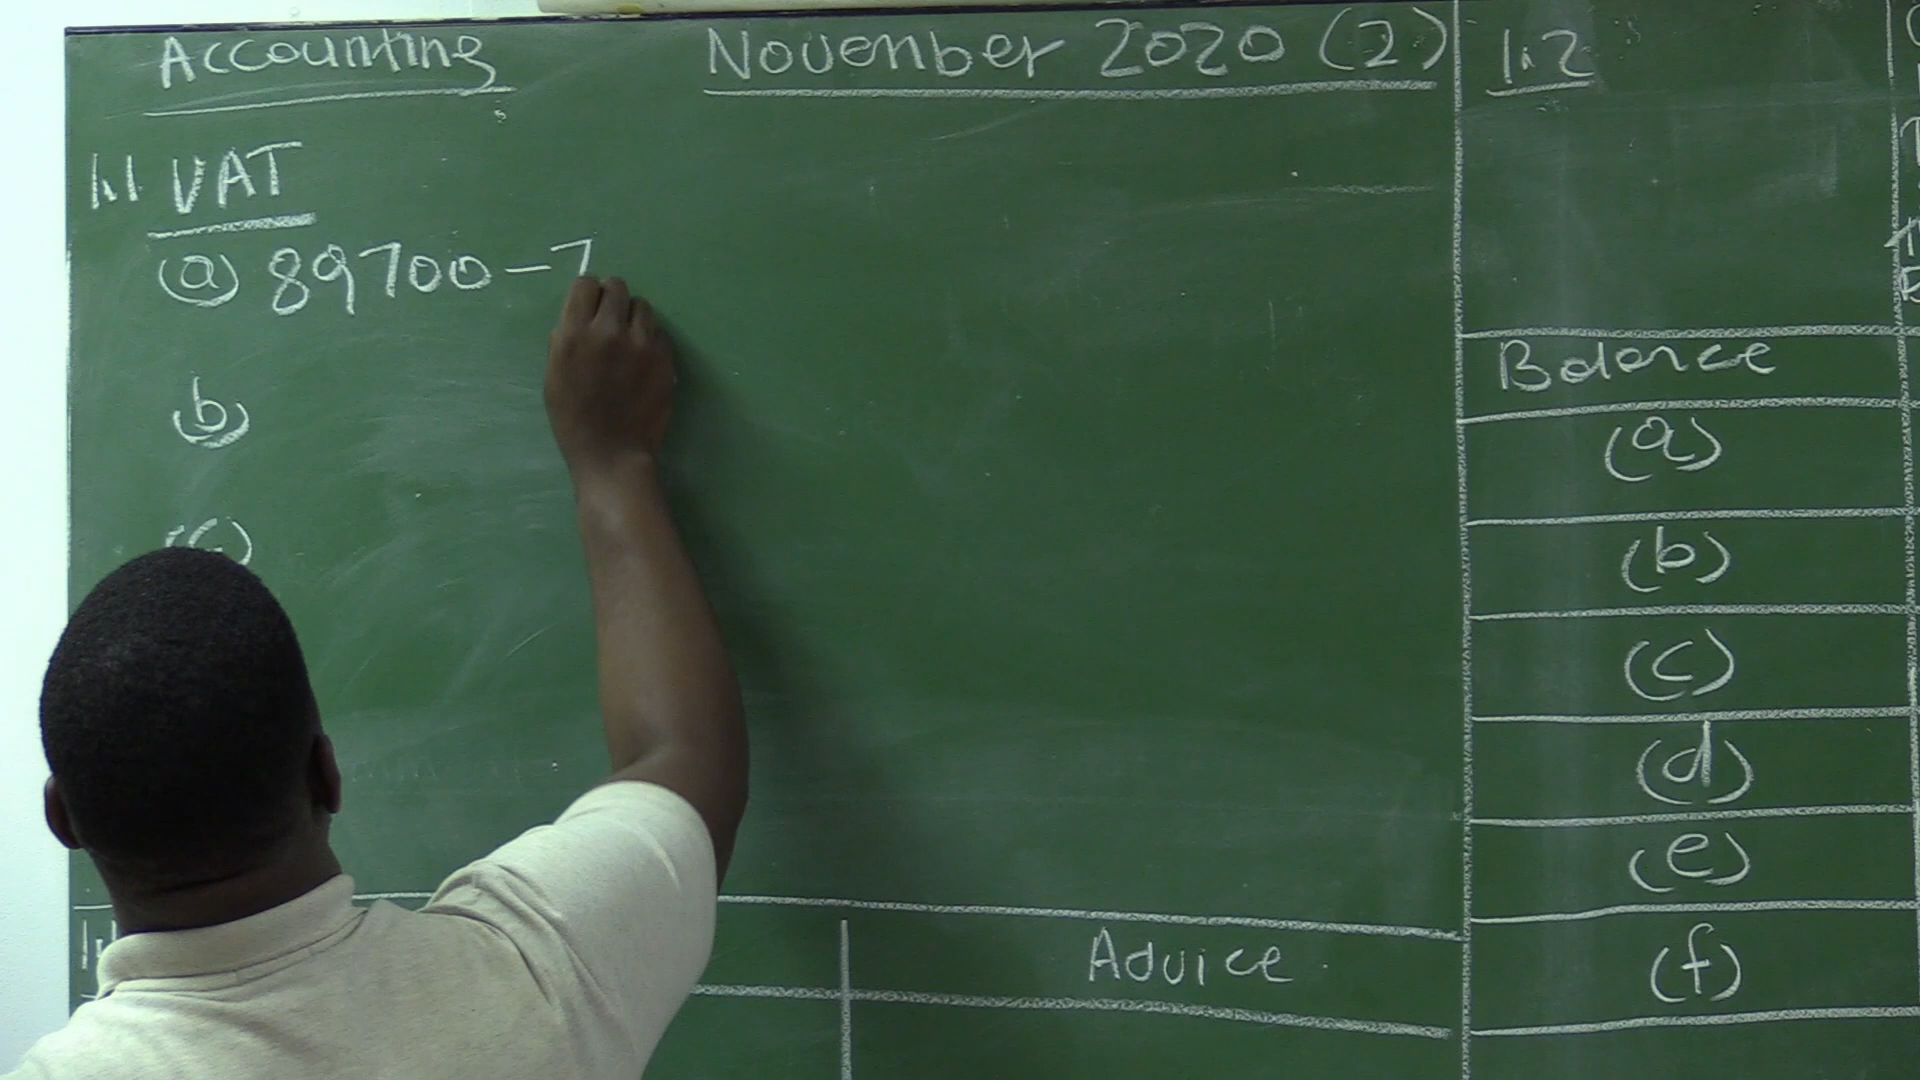 Accounting
November 2020 (2)
1.1 VAT
(a) 89700 - 7
(b)
(c)
Advice
1.2
Balance
(a)
(b)
(c)
(d)
(e)
(f)